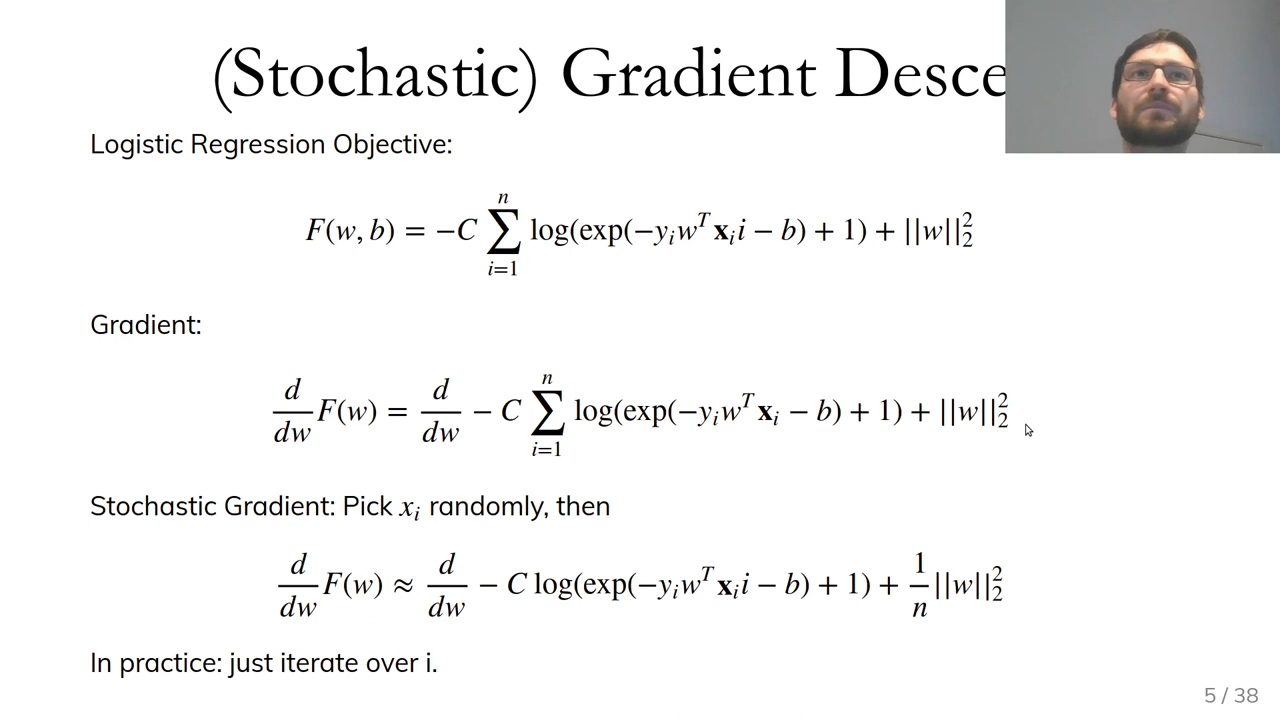 (Stochastic) Gradient Desce
Logistic Regression Objective:
F(w, b) = −C ∑_{i=1}^{n} log(exp(−y_i w^T 𝐱_i i − b) + 1) + ||w||_2^2
Gradient:
d/dw F(w) = d/dw − C ∑_{i=1}^{n} log(exp(−y_i w^T 𝐱_i − b) + 1) + ||w||_2^2
Stochastic Gradient: Pick x_i randomly, then
d/dw F(w) ≈ d/dw − C log(exp(−y_i w^T 𝐱_i i − b) + 1) + 1/n ||w||_2^2
In practice: just iterate over i.
5 / 38